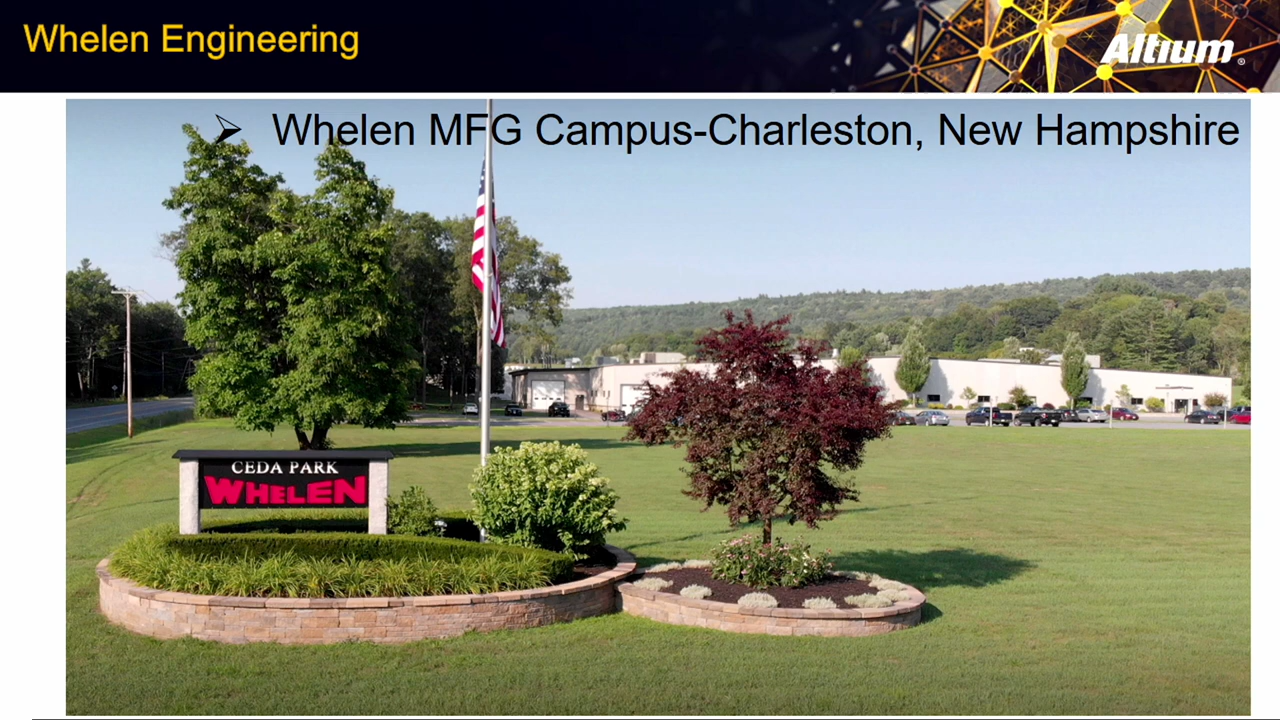 Whelen Engineering
Altium®
➢ Whelen MFG Campus-Charleston, New Hampshire
CEDA PARK
WHELEN